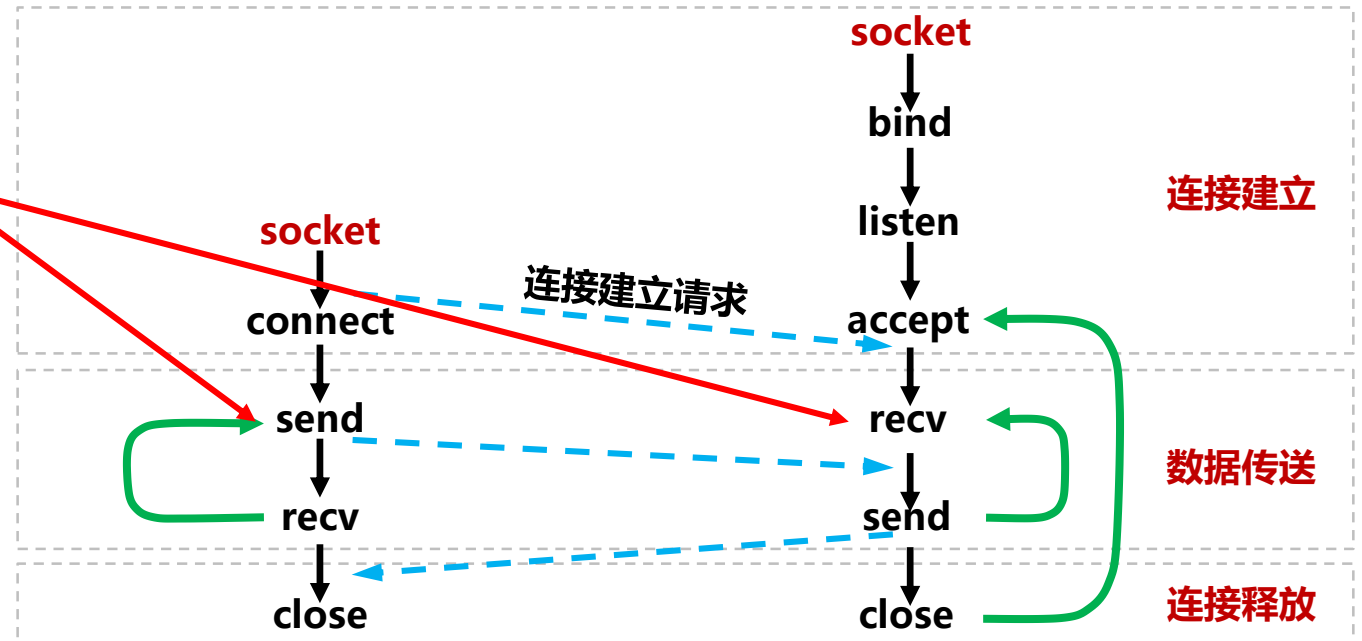 socket
bind
连接建立
listen
socket
连接建立请求
connect
accept
send
recv
数据传送
recv
send
连接释放
close
close